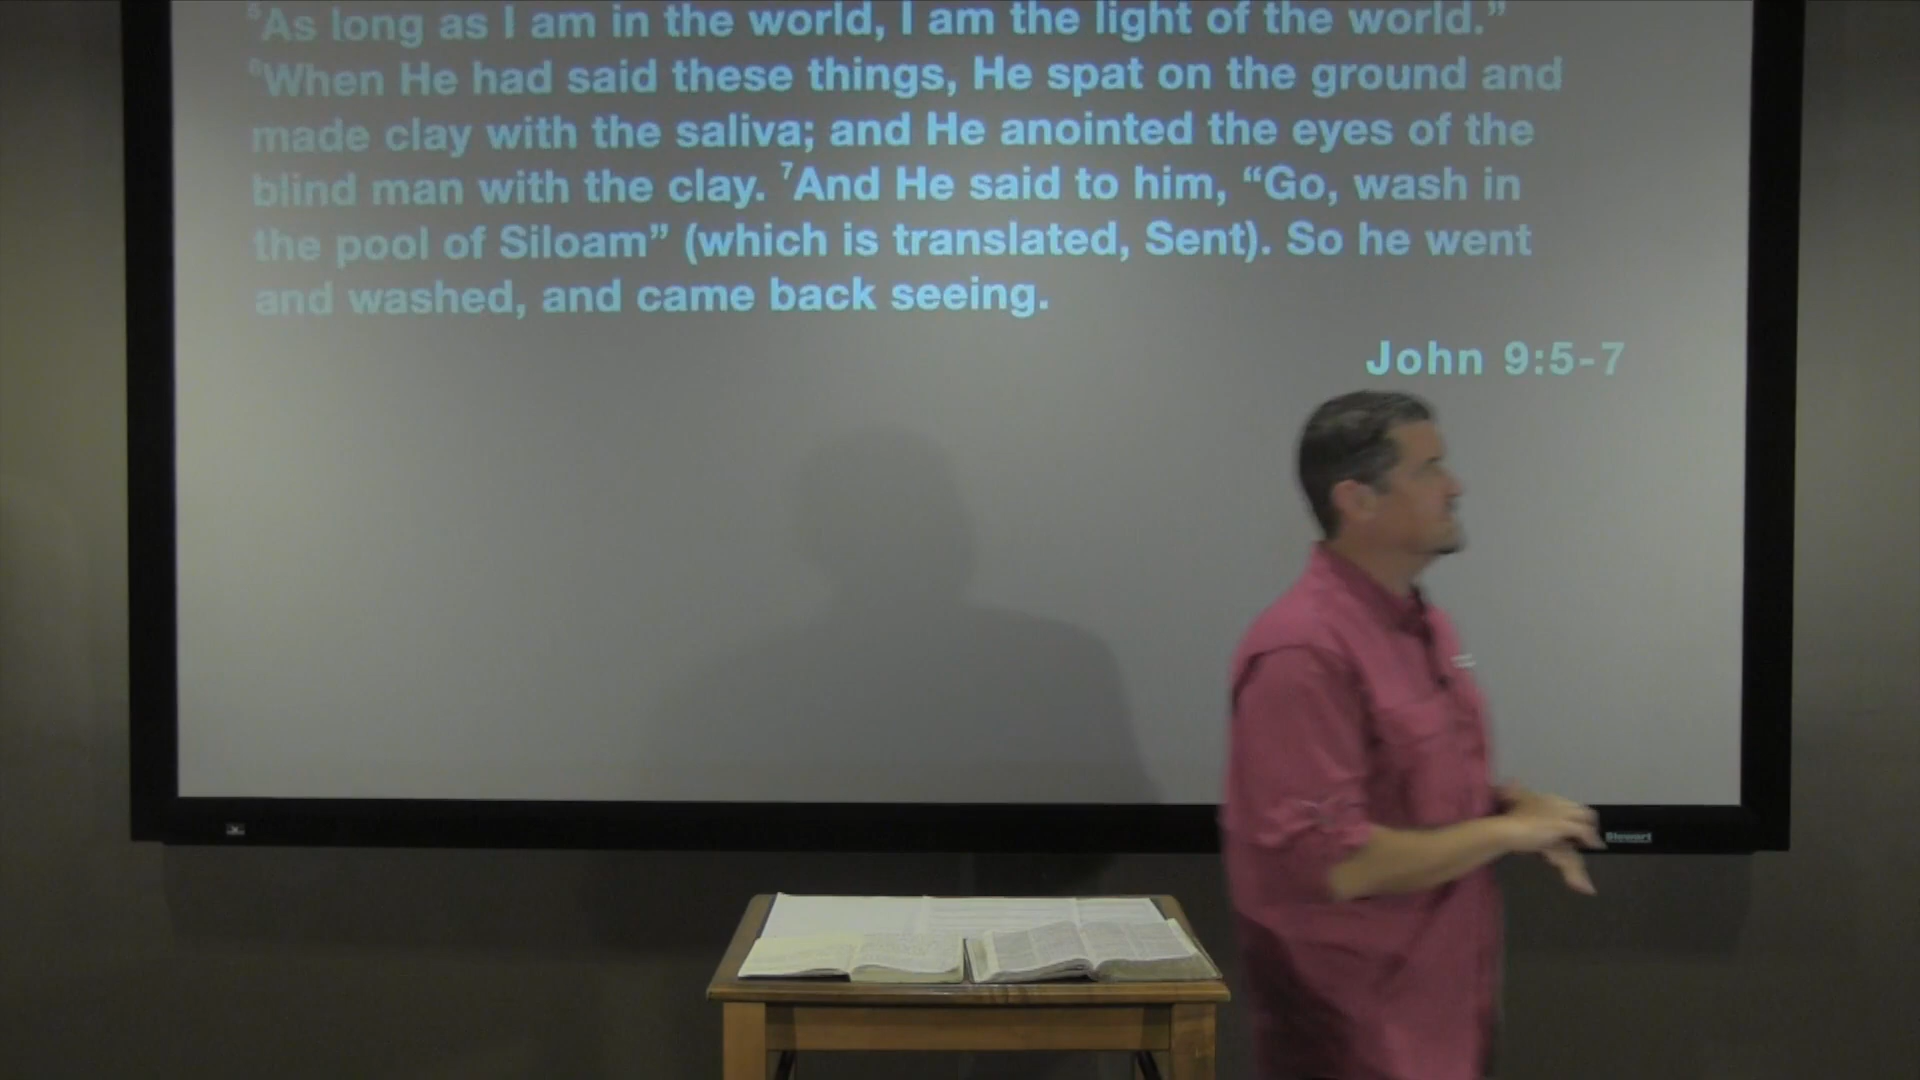 ⁵As long as I am in the world, I am the light of the world.”
⁶When He had said these things, He spat on the ground and
made clay with the saliva; and He anointed the eyes of the
blind man with the clay. ⁷And He said to him, “Go, wash in
the pool of Siloam” (which is translated, Sent). So he went
and washed, and came back seeing.
John 9:5-7
Stewart